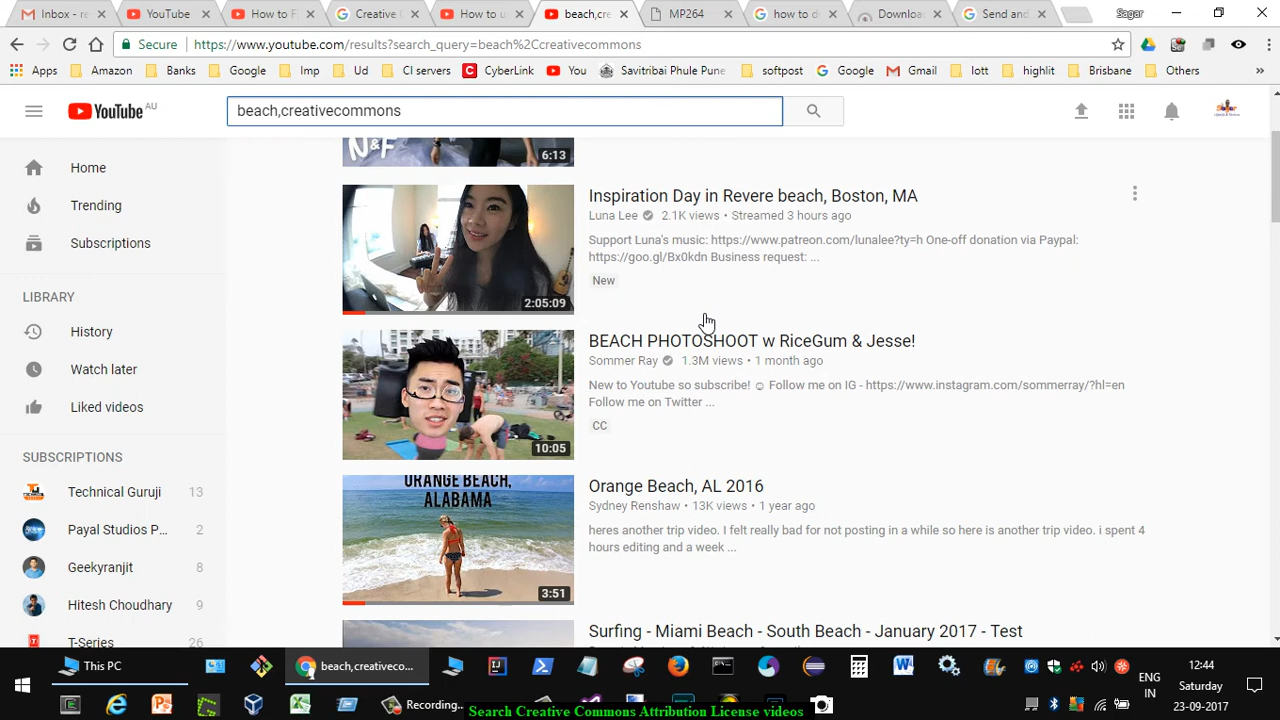 Inbox - re
YouTube
How to F
Creative C
How to u
beach,cre
MP264
how to d
Downloa
Send and
Sagar
Secure
https://www.youtube.com/results?search_query=beach%2Ccreativecommons
Apps
Amazon
Banks
Google
Imp
Ud
CI servers
CyberLink
You
Savitribai Phule Pune
softpost
Google
Gmail
lott
highlit
Brisbane
Others
»
YouTube AU
beach,creativecommons
Home
Trending
Subscriptions
LIBRARY
History
Watch later
Liked videos
SUBSCRIPTIONS
Technical Guruji 13
Payal Studios P... 2
Geekyranjit 8
Hitesh Choudhary 9
T-Series 26
N&F
6:13
2:05:09
Inspiration Day in Revere beach, Boston, MA
Luna Lee 2.1K views • Streamed 3 hours ago
Support Luna's music: https://www.patreon.com/lunalee?ty=h One-off donation via Paypal:
https://goo.gl/Bx0kdn Business request: ...
New
10:05
BEACH PHOTOSHOOT w RiceGum & Jesse!
Sommer Ray 1.3M views • 1 month ago
New to Youtube so subscribe! ☺ Follow me on IG - https://www.instagram.com/sommerray/?hl=en
Follow me on Twitter ...
CC
ORANGE BEACH,
ALABAMA
3:51
Orange Beach, AL 2016
Sydney Renshaw • 13K views • 1 year ago
heres another trip video. I felt really bad for not posting in a while so here is another trip video. i spent 4
hours editing and a week ...
Surfing - Miami Beach - South Beach - January 2017 - Test
This PC
beach,creativeco...
Recording...
ENG
IN
12:44
Saturday
23-09-2017
Search Creative Commons Attribution License videos